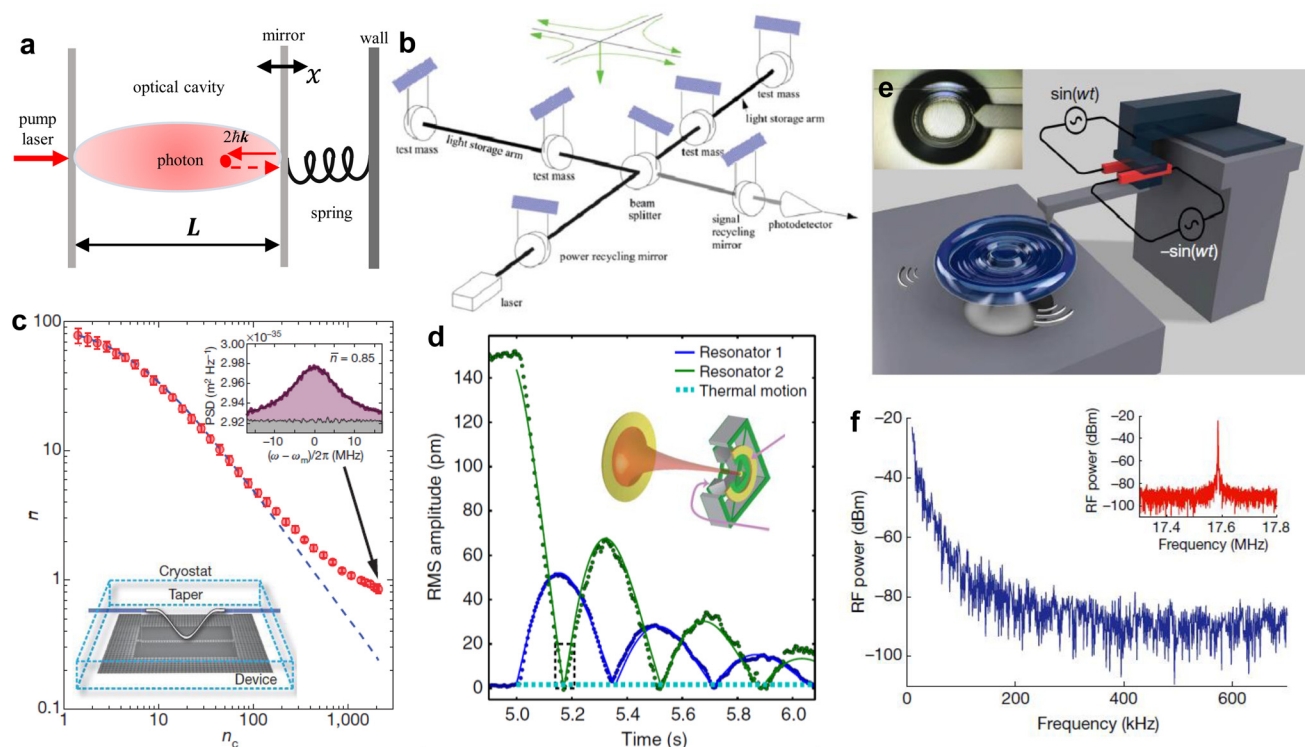 a
mirror
wall
x
optical cavity
pump
laser
2ħk
photon
spring
L
b
test mass
light storage arm
test mass
test mass
light storage arm
test mass
beam
splitter
signal
recycling
mirror
photodetector
power recycling mirror
laser
c
100
10
1
0.1
n
×10⁻³⁵
PSD (m² Hz⁻¹)
3.00
2.98
2.96
2.94
2.92
n̄ = 0.85
−10 0 10
(ω − ωm)/2π (MHz)
Cryostat
Taper
Device
1 10 100 1,000
nc
d
RMS amplitude (pm)
140
120
100
80
60
40
20
0
Resonator 1
Resonator 2
Thermal motion
5.0 5.2 5.4 5.6 5.8 6.0
Time (s)
e
sin(wt)
−sin(wt)
f
RF power (dBm)
−20
−40
−60
−80
−100
0 200 400 600
Frequency (kHz)
RF power (dBm)
−20
−40
−60
−80
−100
17.4 17.6 17.8
Frequency (MHz)